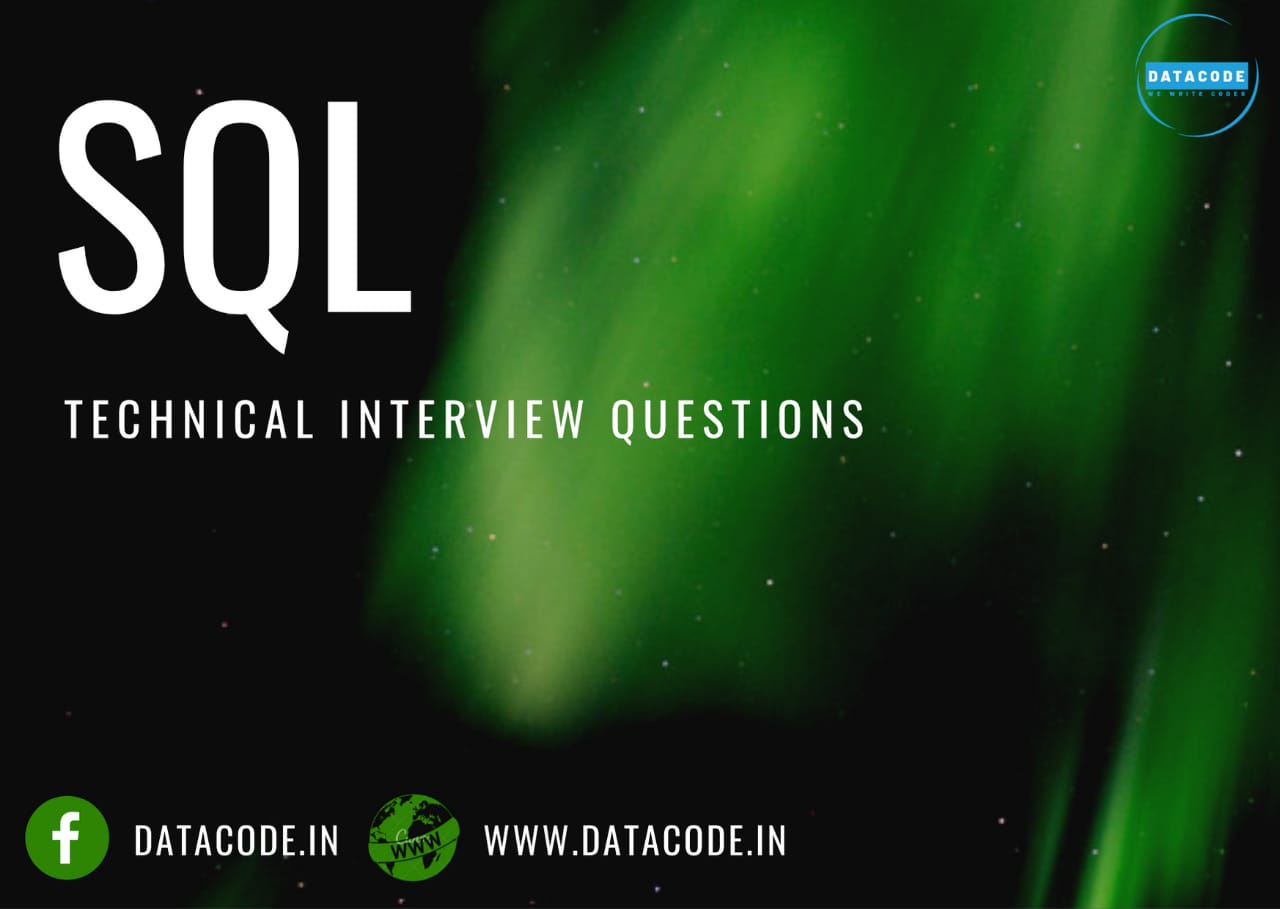 DATACODE
WE WRITE CODES
SQL
TECHNICAL INTERVIEW QUESTIONS
f DATACODE.IN WWW WWW.DATACODE.IN